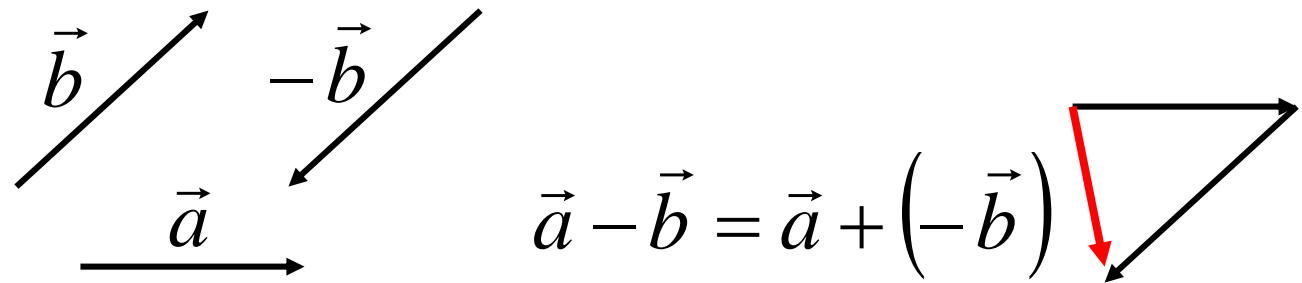 b⃗
−b⃗
a⃗
a⃗ − b⃗ = a⃗ + (−b⃗)